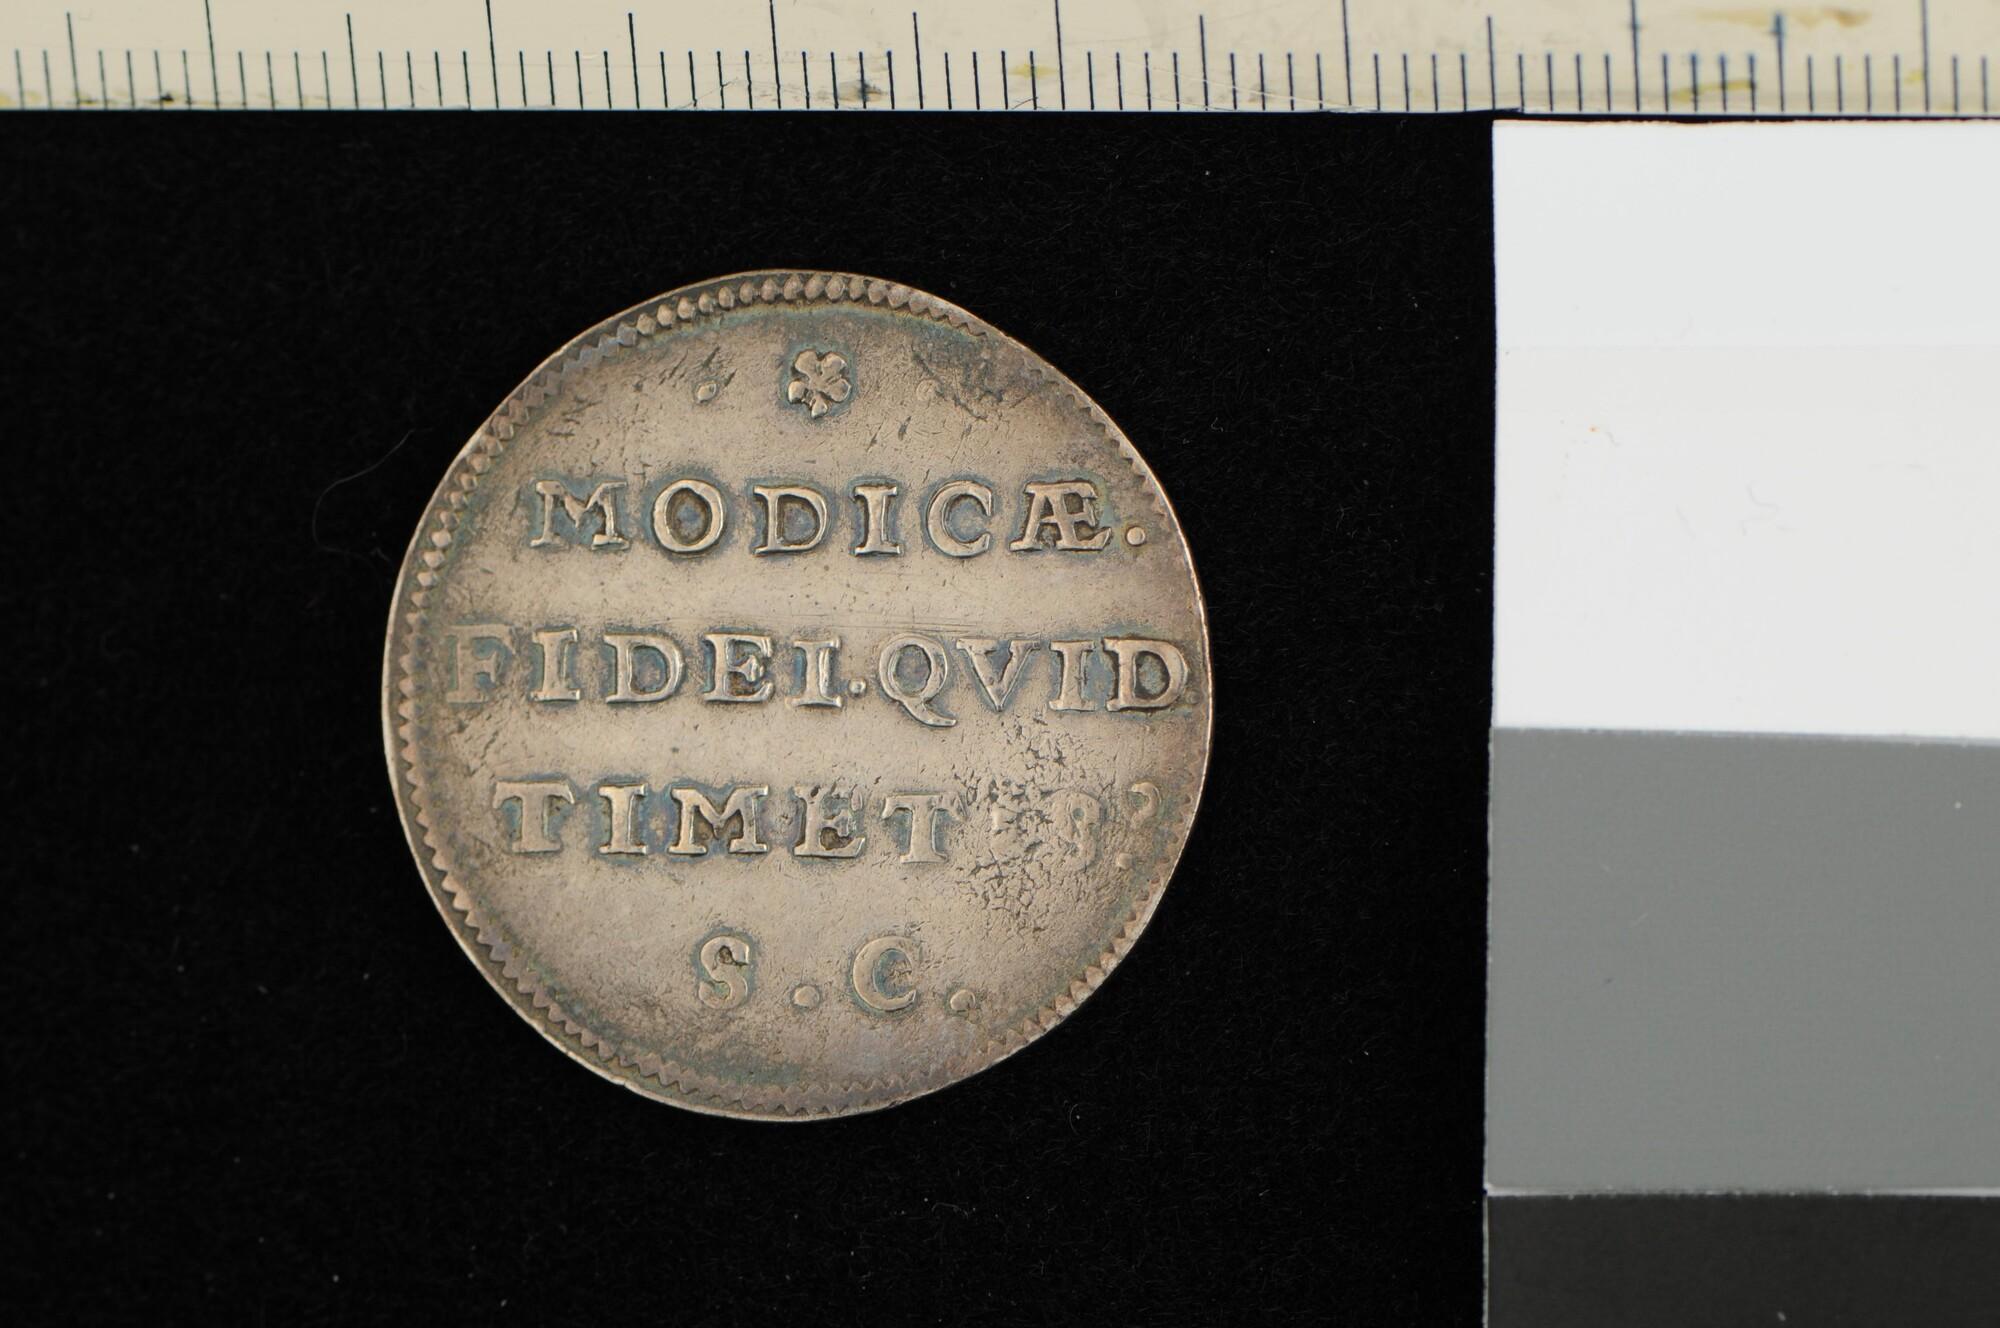 MODICÆ.
FIDEI.QVID
TIMET S?
S.C.